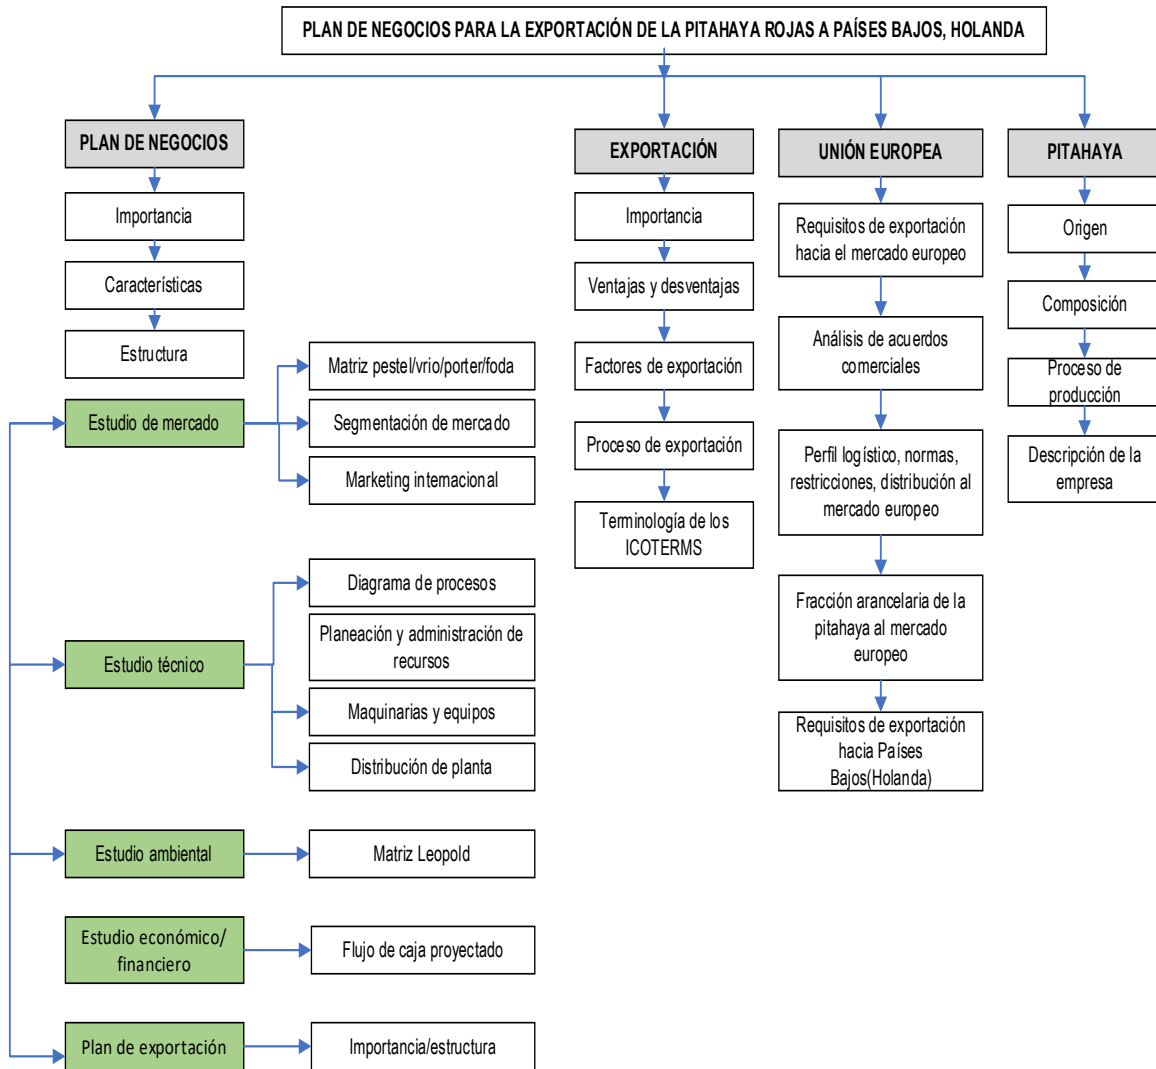 PLAN DE NEGOCIOS PARA LA EXPORTACIÓN DE LA PITAHAYA ROJAS A PAÍSES BAJOS, HOLANDA
PLAN DE NEGOCIOS
Importancia
Características
Estructura
Estudio de mercado
Matriz pestel/vrio/porter/foda
Segmentación de mercado
Marketing internacional
Estudio técnico
Diagrama de procesos
Planeación y administración de
recursos
Maquinarias y equipos
Distribución de planta
Estudio ambiental
Matriz Leopold
Estudio económico/
financiero
Flujo de caja proyectado
Plan de exportación
Importancia/estructura
EXPORTACIÓN
Importancia
Ventajas y desventajas
Factores de exportación
Proceso de exportación
Terminología de los
ICOTERMS
UNIÓN EUROPEA
Requisitos de exportación
hacia el mercado europeo
Análisis de acuerdos
comerciales
Perfil logístico, normas,
restricciones, distribución al
mercado europeo
Fracción arancelaria de la
pitahaya al mercado
europeo
Requisitos de exportación
hacia Países
Bajos(Holanda)
PITAHAYA
Origen
Composición
Proceso de
producción
Descripción de la
empresa